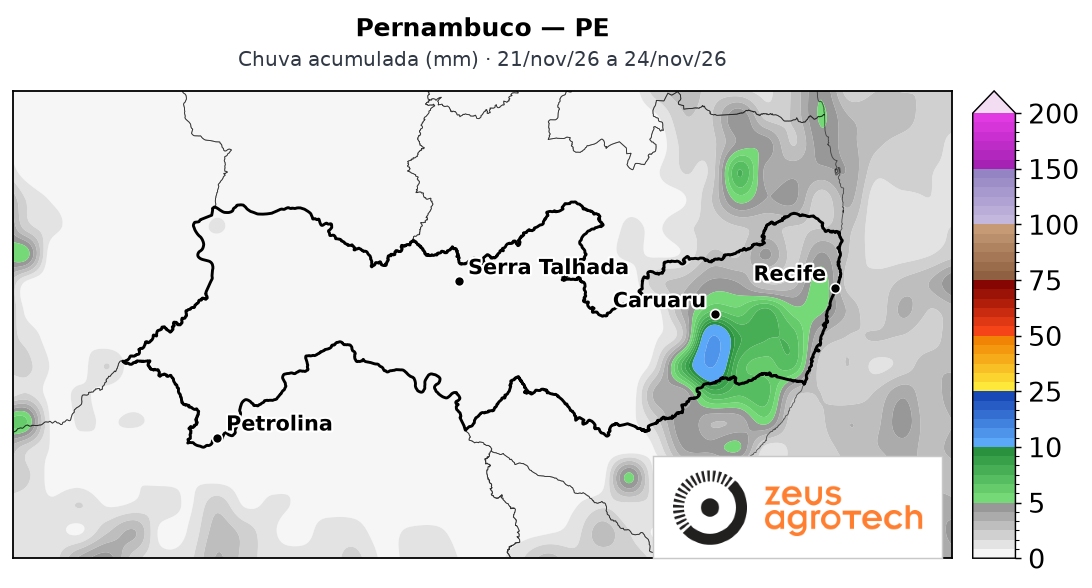 Pernambuco — PE
Chuva acumulada (mm) · 21/nov/26 a 24/nov/26
Serra Talhada
Recife
Caruaru
Petrolina
200
150
100
75
50
25
10
5
0
zeus
agrotech